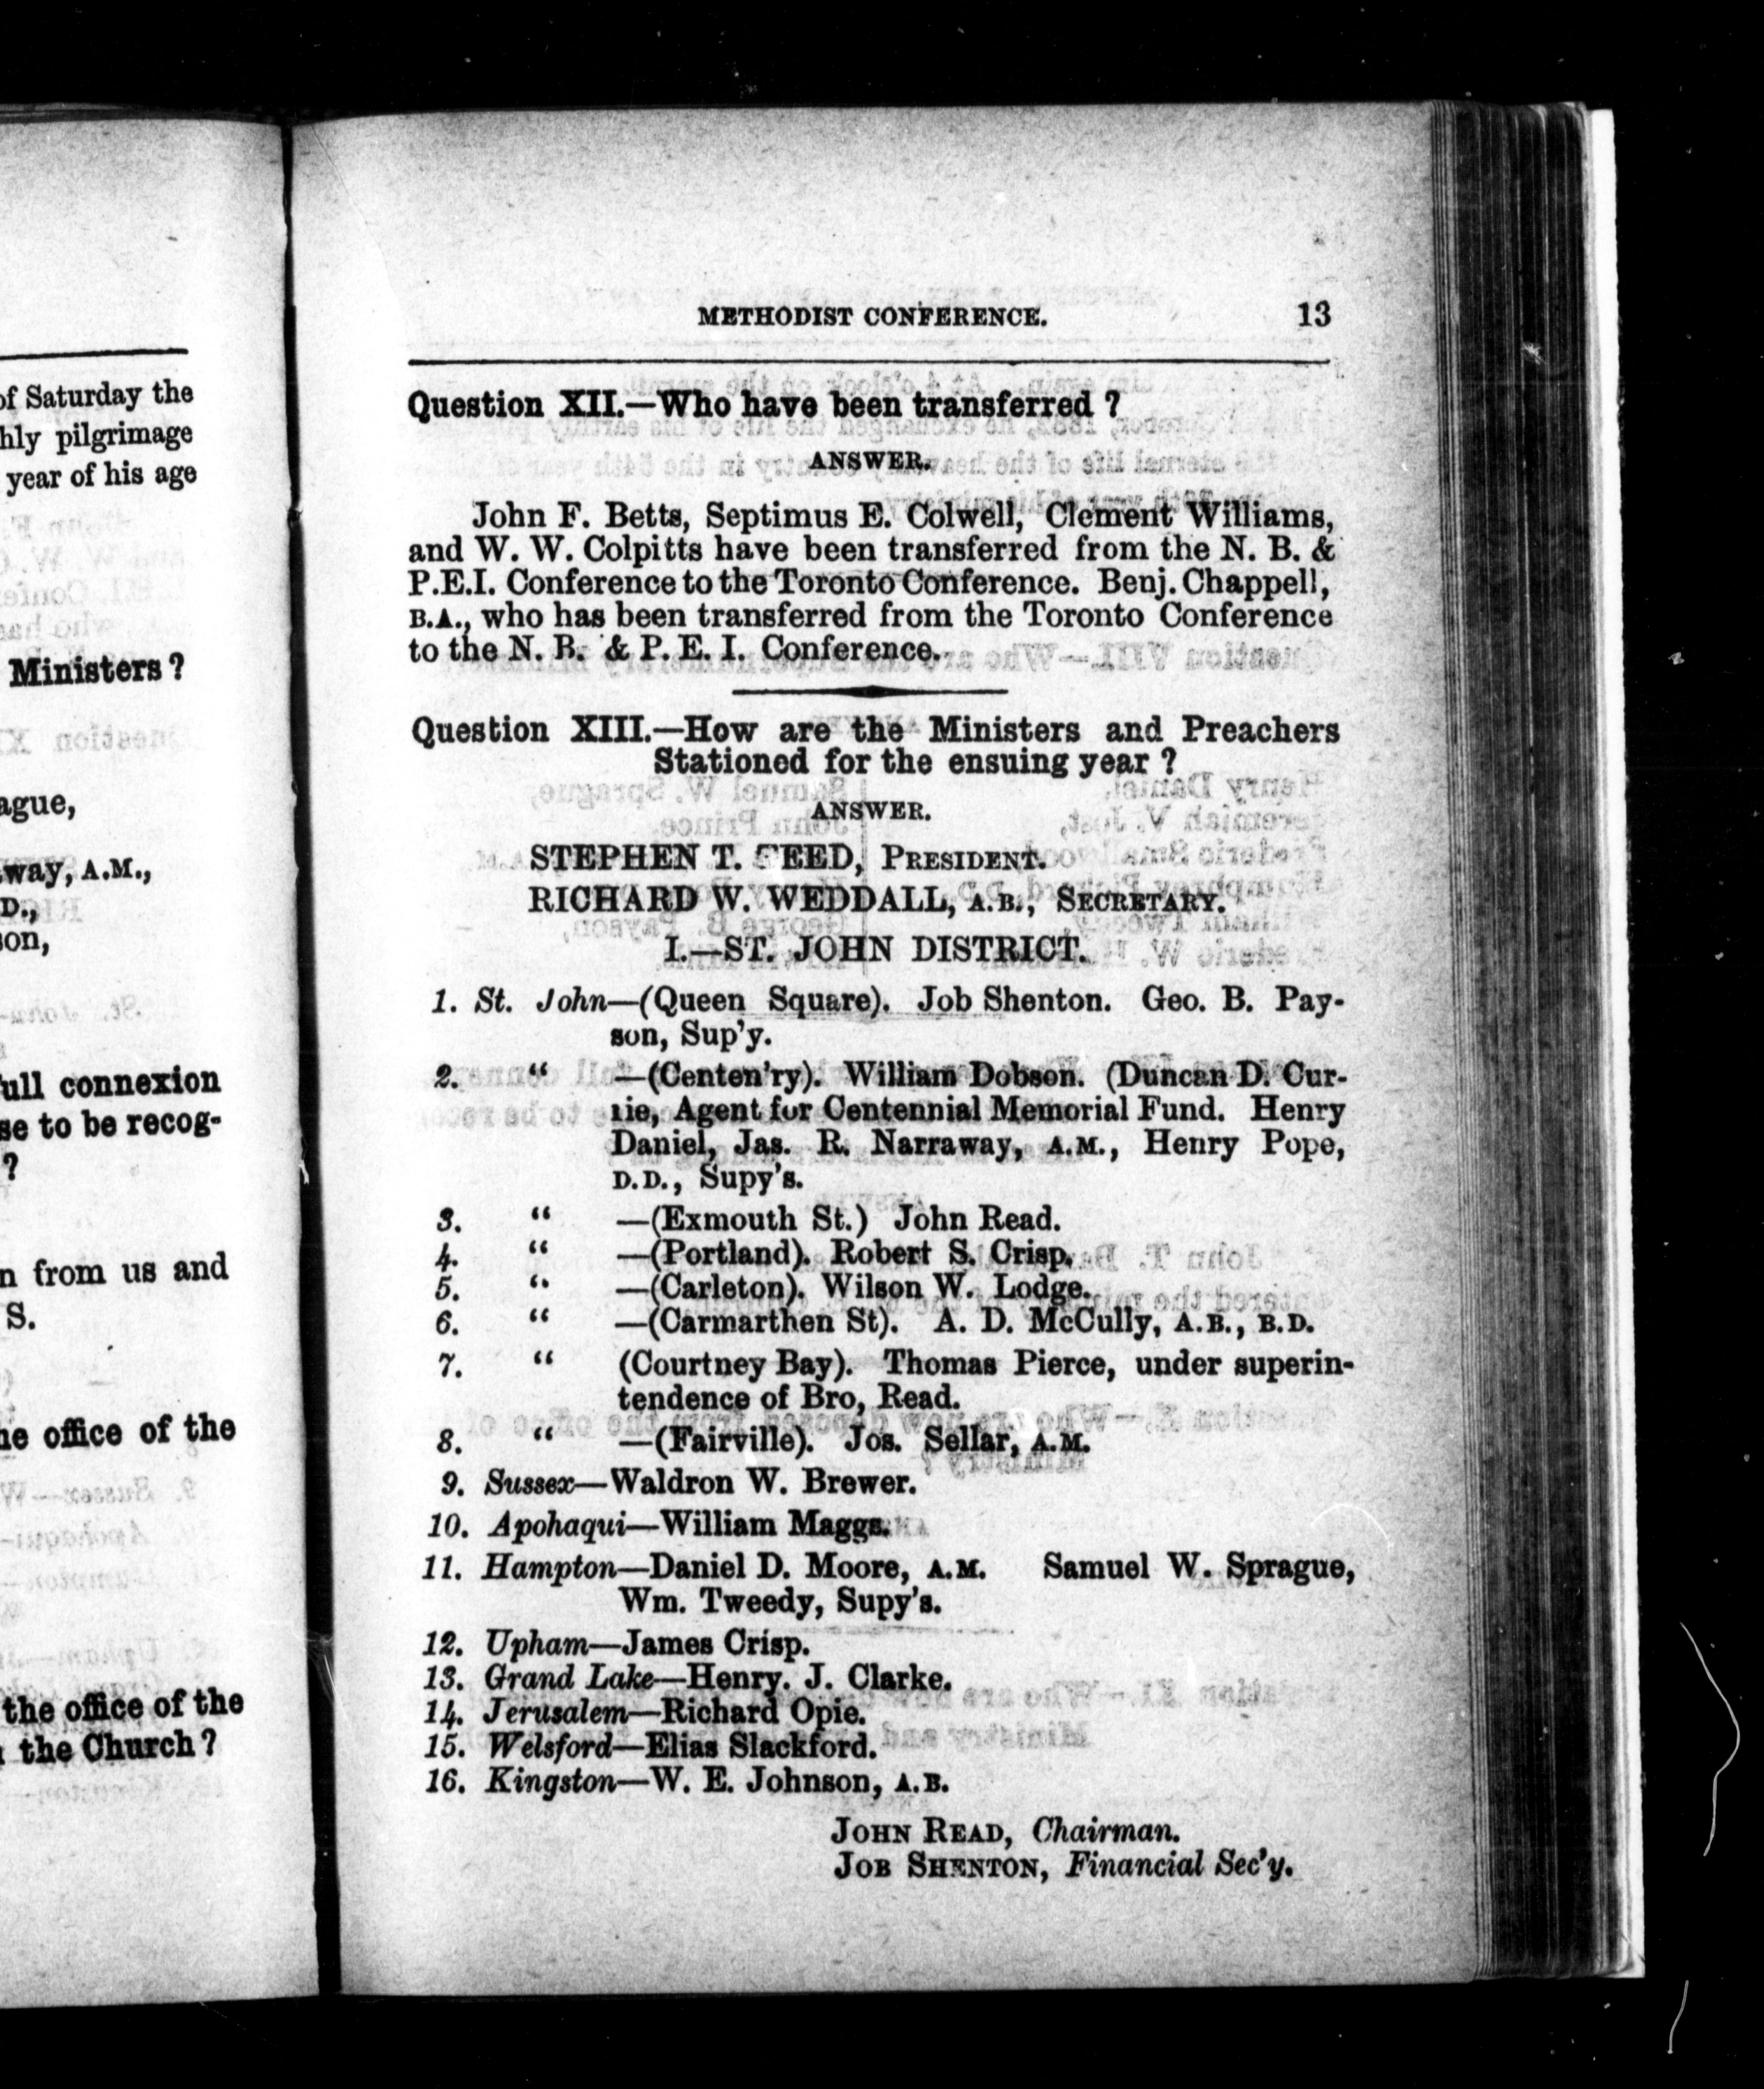 of Saturday the
hly pilgrimage
year of his age
Ministers ?
ague,
way, A.M.,
D.,
son,
full connexion
se to be recog-
?
n from us and
S.
he office of the
the office of the
the Church ?
METHODIST CONFERENCE. 13
Question XII.—Who have been transferred ?
ANSWER.
John F. Betts, Septimus E. Colwell, Clement Williams,
and W. W. Colpitts have been transferred from the N. B. &
P.E.I. Conference to the Toronto Conference. Benj. Chappell,
B.A., who has been transferred from the Toronto Conference
to the N. B. & P. E. I. Conference.
Question XIII.—How are the Ministers and Preachers
Stationed for the ensuing year ?
ANSWER.
STEPHEN T. TEED, PRESIDENT.
RICHARD W. WEDDALL, A.B., SECRETARY.
I.—ST. JOHN DISTRICT.
1. St. John—(Queen Square). Job Shenton. Geo. B. Pay-
son, Sup'y.
2. “ —(Centen'ry). William Dobson. (Duncan D. Cur-
rie, Agent for Centennial Memorial Fund. Henry
Daniel, Jas. R. Narraway, A.M., Henry Pope,
D.D., Supy's.
3. “ —(Exmouth St.) John Read.
4. “ —(Portland). Robert S. Crisp.
5. “ —(Carleton). Wilson W. Lodge.
6. “ —(Carmarthen St). A. D. McCully, A.B., B.D.
7. “ (Courtney Bay). Thomas Pierce, under superin-
tendence of Bro, Read.
8. “ —(Fairville). Jos. Sellar, A.M.
9. Sussex—Waldron W. Brewer.
10. Apohaqui—William Maggs.
11. Hampton—Daniel D. Moore, A.M. Samuel W. Sprague,
Wm. Tweedy, Supy's.
12. Upham—James Crisp.
13. Grand Lake—Henry. J. Clarke.
14. Jerusalem—Richard Opie.
15. Welsford—Elias Slackford.
16. Kingston—W. E. Johnson, A.B.
JOHN READ, Chairman.
JOB SHENTON, Financial Sec'y.